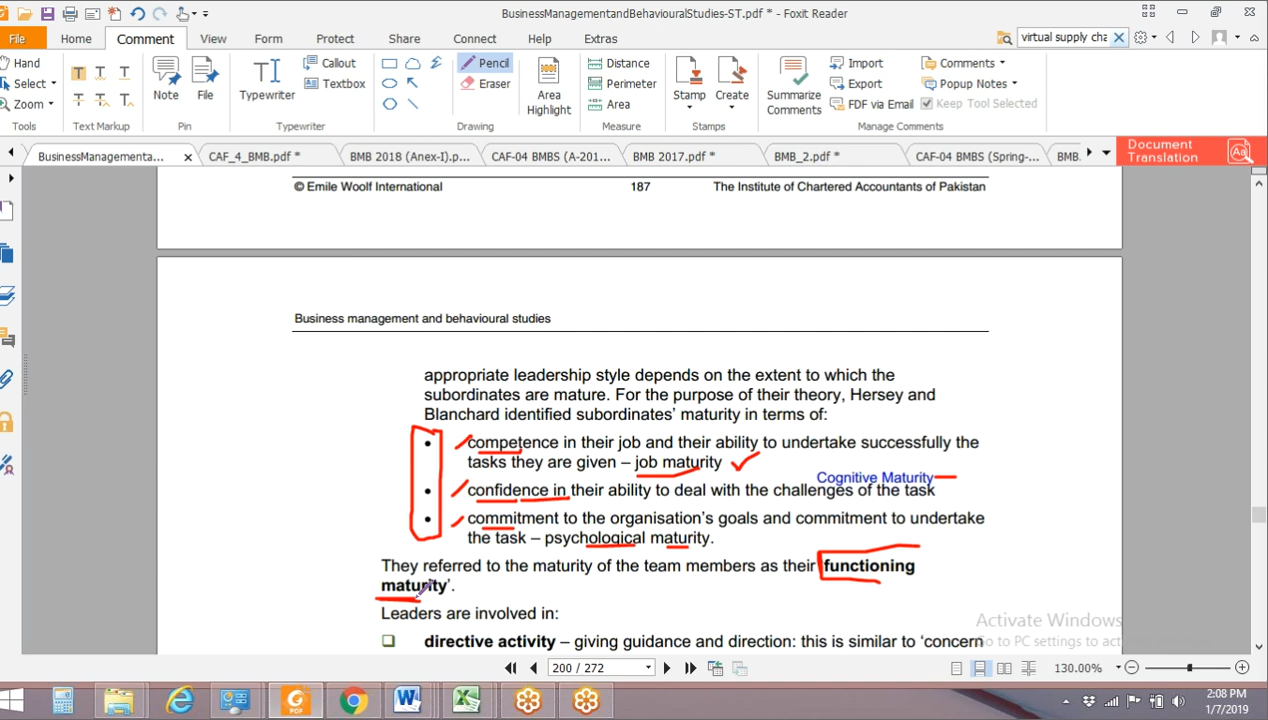 BusinessManagementandBehaviouralStudies-ST.pdf * - Foxit Reader
File Home Comment View Form Protect Share Connect Help Extras
virtual supply cha
Hand
Select
Zoom
Tools
T T T
T T T
Text Markup
Note
File
Pin
Typewriter
Callout
Textbox
Typewriter
Pencil
Eraser
Drawing
Area
Highlight
Distance
Perimeter
Area
Measure
Stamp
Create
Stamps
Summarize
Comments
Import
Export
FDF via Email
Comments
Popup Notes
Keep Tool Selected
Manage Comments
BusinessManagementa... CAF_4_BMB.pdf * BMB 2018 (Anex-I).p... CAF-04 BMBS (A-201... BMB 2017.pdf * BMB_2.pdf * CAF-04 BMBS (Spring-... BMB.
Document
Translation
© Emile Woolf International 187 The Institute of Chartered Accountants of Pakistan
Business management and behavioural studies
appropriate leadership style depends on the extent to which the
subordinates are mature. For the purpose of their theory, Hersey and
Blanchard identified subordinates' maturity in terms of:
• competence in their job and their ability to undertake successfully the
tasks they are given – job maturity
Cognitive Maturity
• confidence in their ability to deal with the challenges of the task
• commitment to the organisation's goals and commitment to undertake
the task – psychological maturity.
They referred to the maturity of the team members as their functioning
maturity'.
Leaders are involved in:
directive activity – giving guidance and direction: this is similar to 'concern
Activate Windows
Go to PC settings to act
200 / 272
130.00%
2:08 PM
1/7/2019